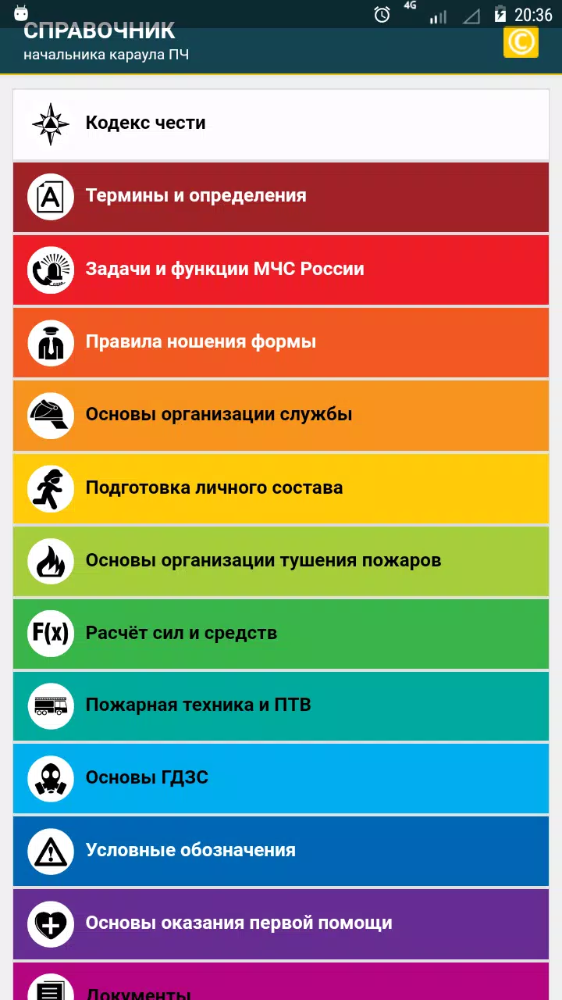 4G
20:36
СПРАВОЧНИК
начальника караула ПЧ
©
Кодекс чести
A
Термины и определения
Задачи и функции МЧС России
Правила ношения формы
Основы организации службы
Подготовка личного состава
Основы организации тушения пожаров
F(x)
Расчёт сил и средств
Пожарная техника и ПТВ
Основы ГДЗС
Условные обозначения
Основы оказания первой помощи
Документы